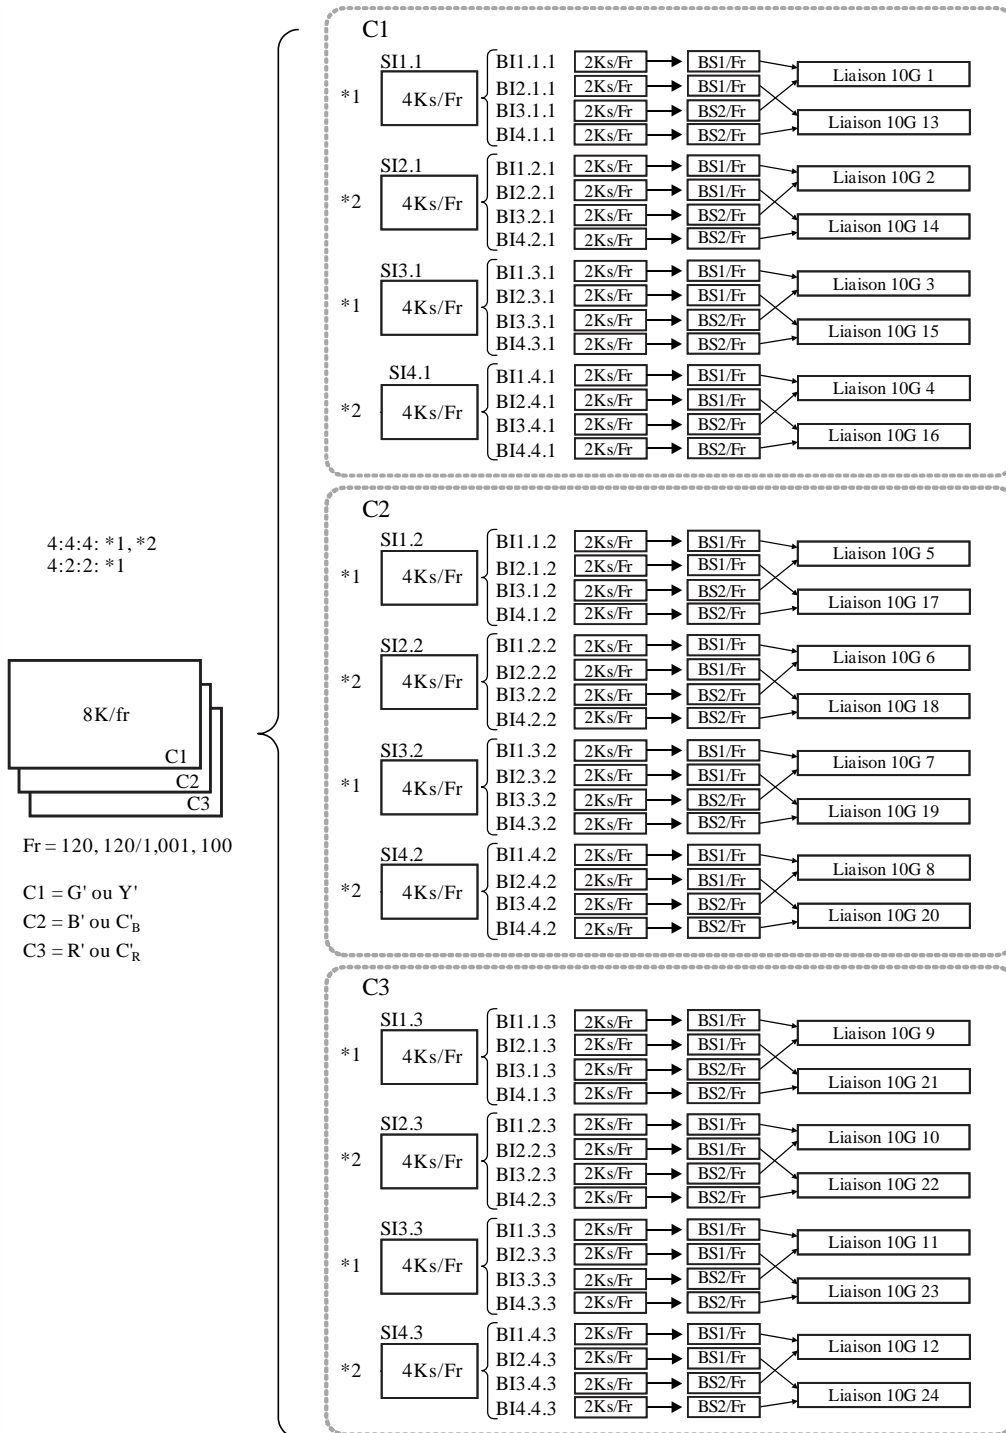 4:4:4: *1, *2
4:2:2: *1
8K/fr
C1
C2
C3
Fr = 120, 120/1,001, 100
C1 = G' ou Y'
C2 = B' ou C'B
C3 = R' ou C'R
C1
SI1.1
*1
4Ks/Fr
BI1.1.1 2Ks/Fr BS1/Fr
BI2.1.1 2Ks/Fr BS1/Fr
BI3.1.1 2Ks/Fr BS2/Fr
BI4.1.1 2Ks/Fr BS2/Fr
Liaison 10G 1
Liaison 10G 13
SI2.1
*2
4Ks/Fr
BI1.2.1 2Ks/Fr BS1/Fr
BI2.2.1 2Ks/Fr BS1/Fr
BI3.2.1 2Ks/Fr BS2/Fr
BI4.2.1 2Ks/Fr BS2/Fr
Liaison 10G 2
Liaison 10G 14
SI3.1
*1
4Ks/Fr
BI1.3.1 2Ks/Fr BS1/Fr
BI2.3.1 2Ks/Fr BS1/Fr
BI3.3.1 2Ks/Fr BS2/Fr
BI4.3.1 2Ks/Fr BS2/Fr
Liaison 10G 3
Liaison 10G 15
SI4.1
*2
4Ks/Fr
BI1.4.1 2Ks/Fr BS1/Fr
BI2.4.1 2Ks/Fr BS1/Fr
BI3.4.1 2Ks/Fr BS2/Fr
BI4.4.1 2Ks/Fr BS2/Fr
Liaison 10G 4
Liaison 10G 16
C2
SI1.2
*1
4Ks/Fr
BI1.1.2 2Ks/Fr BS1/Fr
BI2.1.2 2Ks/Fr BS1/Fr
BI3.1.2 2Ks/Fr BS2/Fr
BI4.1.2 2Ks/Fr BS2/Fr
Liaison 10G 5
Liaison 10G 17
SI2.2
*2
4Ks/Fr
BI1.2.2 2Ks/Fr BS1/Fr
BI2.2.2 2Ks/Fr BS1/Fr
BI3.2.2 2Ks/Fr BS2/Fr
BI4.2.2 2Ks/Fr BS2/Fr
Liaison 10G 6
Liaison 10G 18
SI3.2
*1
4Ks/Fr
BI1.3.2 2Ks/Fr BS1/Fr
BI2.3.2 2Ks/Fr BS1/Fr
BI3.3.2 2Ks/Fr BS2/Fr
BI4.3.2 2Ks/Fr BS2/Fr
Liaison 10G 7
Liaison 10G 19
SI4.2
*2
4Ks/Fr
BI1.4.2 2Ks/Fr BS1/Fr
BI2.4.2 2Ks/Fr BS1/Fr
BI3.4.2 2Ks/Fr BS2/Fr
BI4.4.2 2Ks/Fr BS2/Fr
Liaison 10G 8
Liaison 10G 20
C3
SI1.3
*1
4Ks/Fr
BI1.1.3 2Ks/Fr BS1/Fr
BI2.1.3 2Ks/Fr BS1/Fr
BI3.1.3 2Ks/Fr BS2/Fr
BI4.1.3 2Ks/Fr BS2/Fr
Liaison 10G 9
Liaison 10G 21
SI2.3
*2
4Ks/Fr
BI1.2.3 2Ks/Fr BS1/Fr
BI2.2.3 2Ks/Fr BS1/Fr
BI3.2.3 2Ks/Fr BS2/Fr
BI4.2.3 2Ks/Fr BS2/Fr
Liaison 10G 10
Liaison 10G 22
SI3.3
*1
4Ks/Fr
BI1.3.3 2Ks/Fr BS1/Fr
BI2.3.3 2Ks/Fr BS1/Fr
BI3.3.3 2Ks/Fr BS2/Fr
BI4.3.3 2Ks/Fr BS2/Fr
Liaison 10G 11
Liaison 10G 23
SI4.3
*2
4Ks/Fr
BI1.4.3 2Ks/Fr BS1/Fr
BI2.4.3 2Ks/Fr BS1/Fr
BI3.4.3 2Ks/Fr BS2/Fr
BI4.4.3 2Ks/Fr BS2/Fr
Liaison 10G 12
Liaison 10G 24